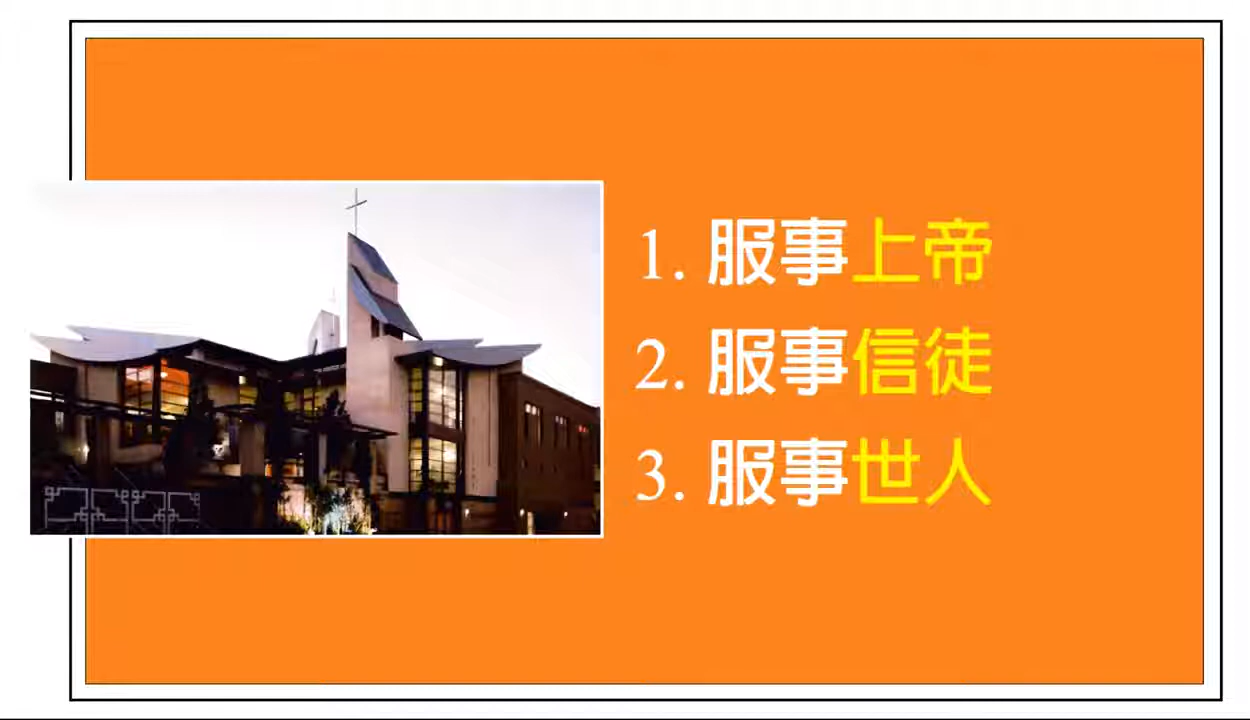 1. 服事上帝
2. 服事信徒
3. 服事世人